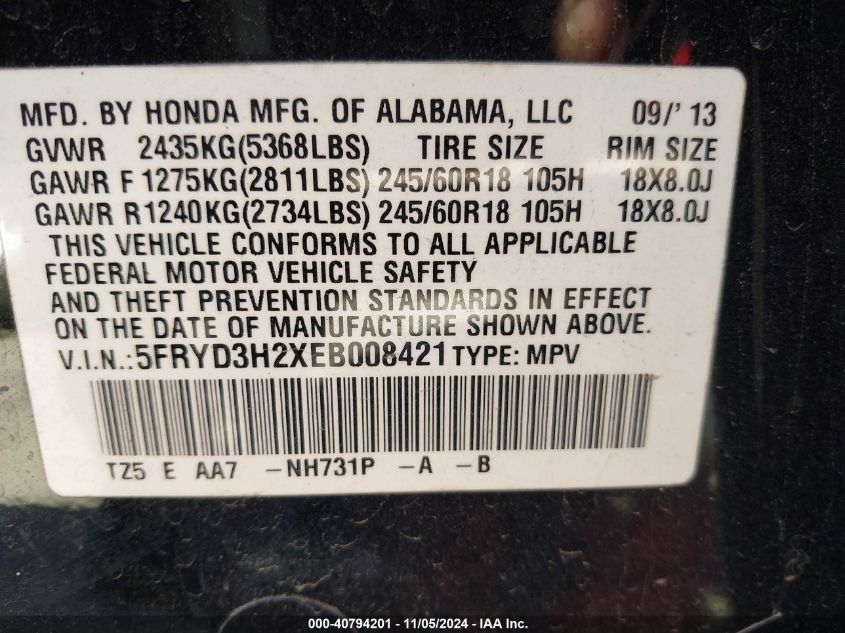 MFD. BY HONDA MFG. OF ALABAMA, LLC 09/' 13
GVWR 2435KG(5368LBS) TIRE SIZE RIM SIZE
GAWR F 1275KG(2811LBS) 245/60R18 105H 18X8.0J
GAWR R1240KG(2734LBS) 245/60R18 105H 18X8.0J
THIS VEHICLE CONFORMS TO ALL APPLICABLE
FEDERAL MOTOR VEHICLE SAFETY
AND THEFT PREVENTION STANDARDS IN EFFECT
ON THE DATE OF MANUFACTURE SHOWN ABOVE.
V.I.N.:5FRYD3H2XEB008421 TYPE: MPV
TZ5 E AA7 -NH731P -A -B
000-40794201 - 11/05/2024 - IAA Inc.